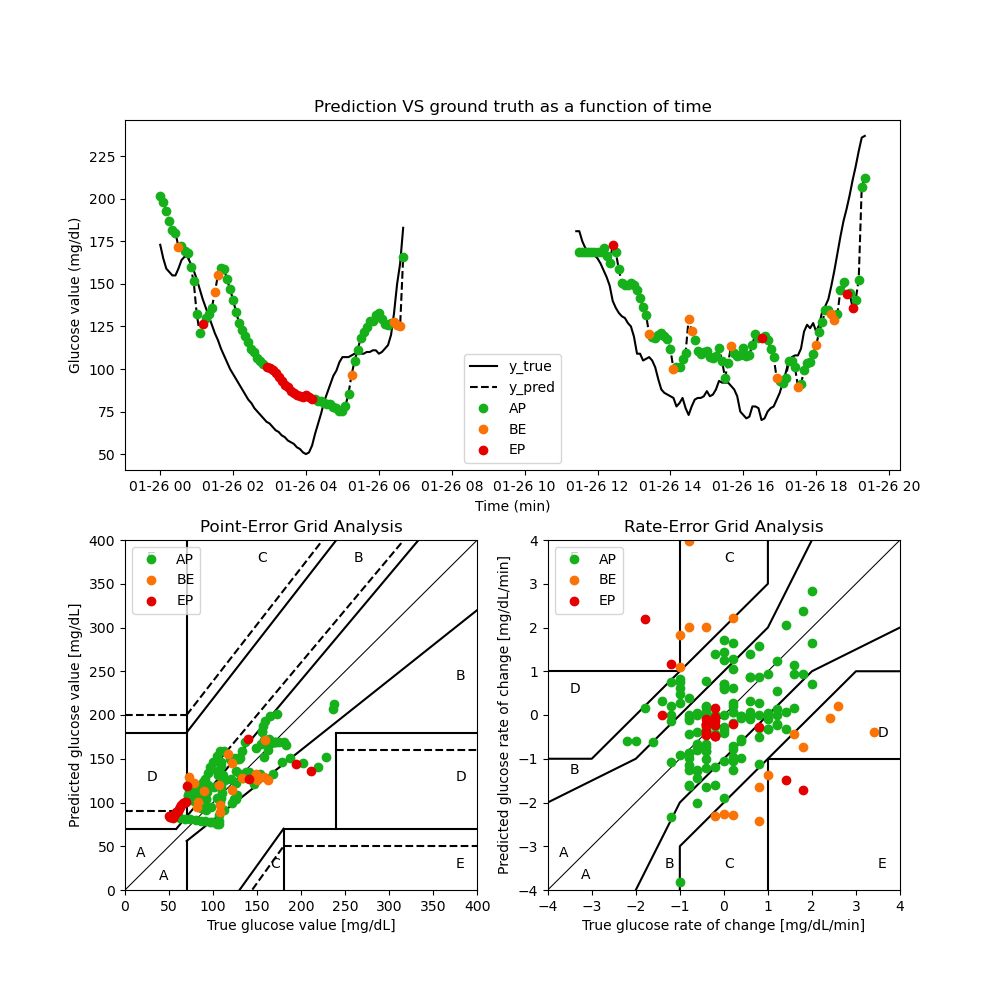 Prediction VS ground truth as a function of time
Glucose value (mg/dL)
225
200
175
150
125
100
75
50
y_true
y_pred
AP
BE
EP
01-26 00 01-26 02 01-26 04 01-26 06 01-26 08 01-26 10 01-26 12 01-26 14 01-26 16 01-26 18 01-26 20
Time (min)
Point-Error Grid Analysis
Predicted glucose value [mg/dL]
400
350
300
250
200
150
100
50
0
AP
BE
EP
C
B
B
D
D
A
A
C
E
0 50 100 150 200 250 300 350 400
True glucose value [mg/dL]
Rate-Error Grid Analysis
Predicted glucose rate of change [mg/dL/min]
4
3
2
1
0
−1
−2
−3
−4
AP
BE
EP
C
D
D
B
A
A
B
C
E
−4 −3 −2 −1 0 1 2 3 4
True glucose rate of change [mg/dL/min]